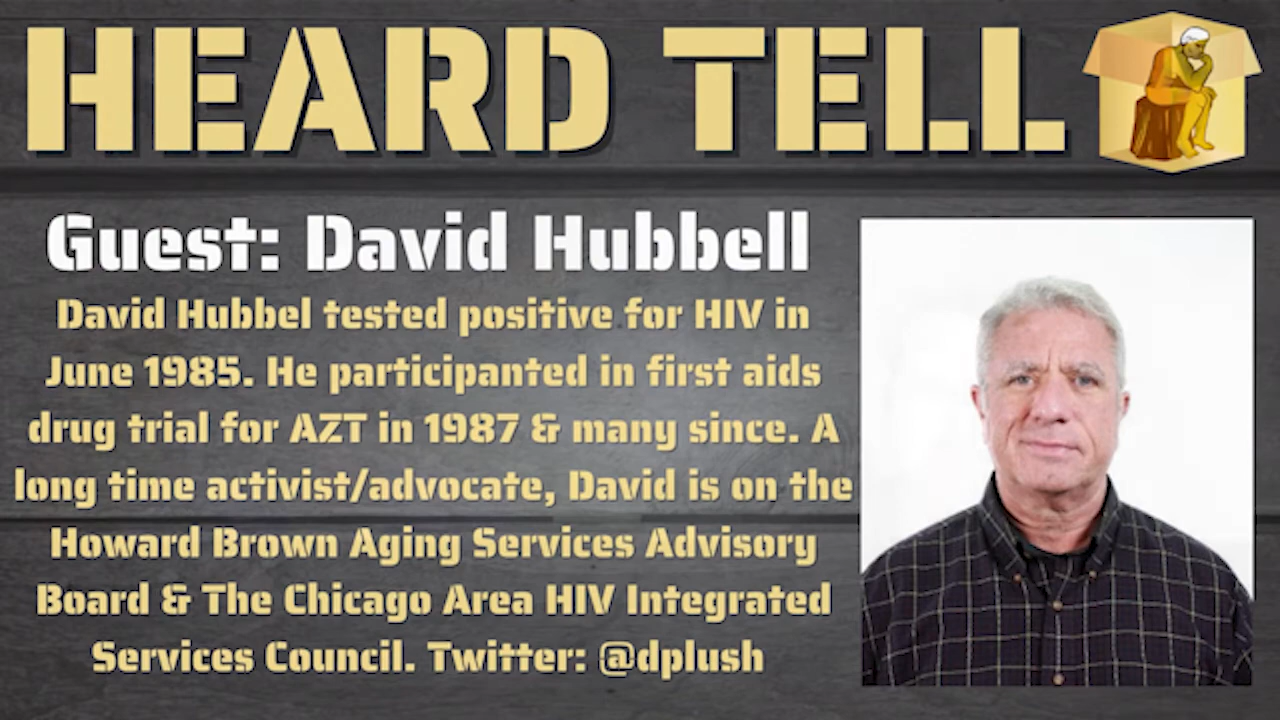 HEARD TELL
Guest: David Hubbell
David Hubbel tested positive for HIV in
June 1985. He participanted in first aids
drug trial for AZT in 1987 & many since. A
long time activist/advocate, David is on the
Howard Brown Aging Services Advisory
Board & The Chicago Area HIV Integrated
Services Council. Twitter: @dplush